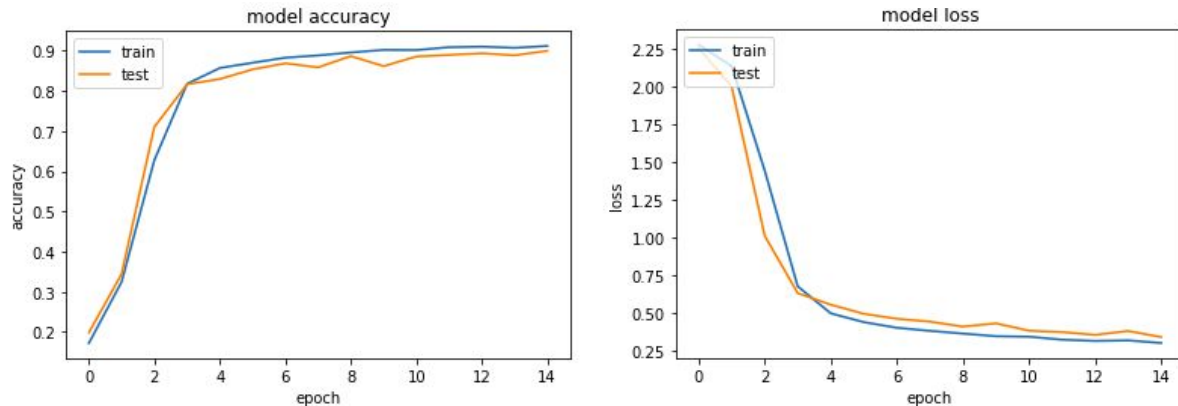 model accuracy
train
test
accuracy
0.9
0.8
0.7
0.6
0.5
0.4
0.3
0.2
0 2 4 6 8 10 12 14
epoch
model loss
train
test
loss
2.25
2.00
1.75
1.50
1.25
1.00
0.75
0.50
0.25
0 2 4 6 8 10 12 14
epoch